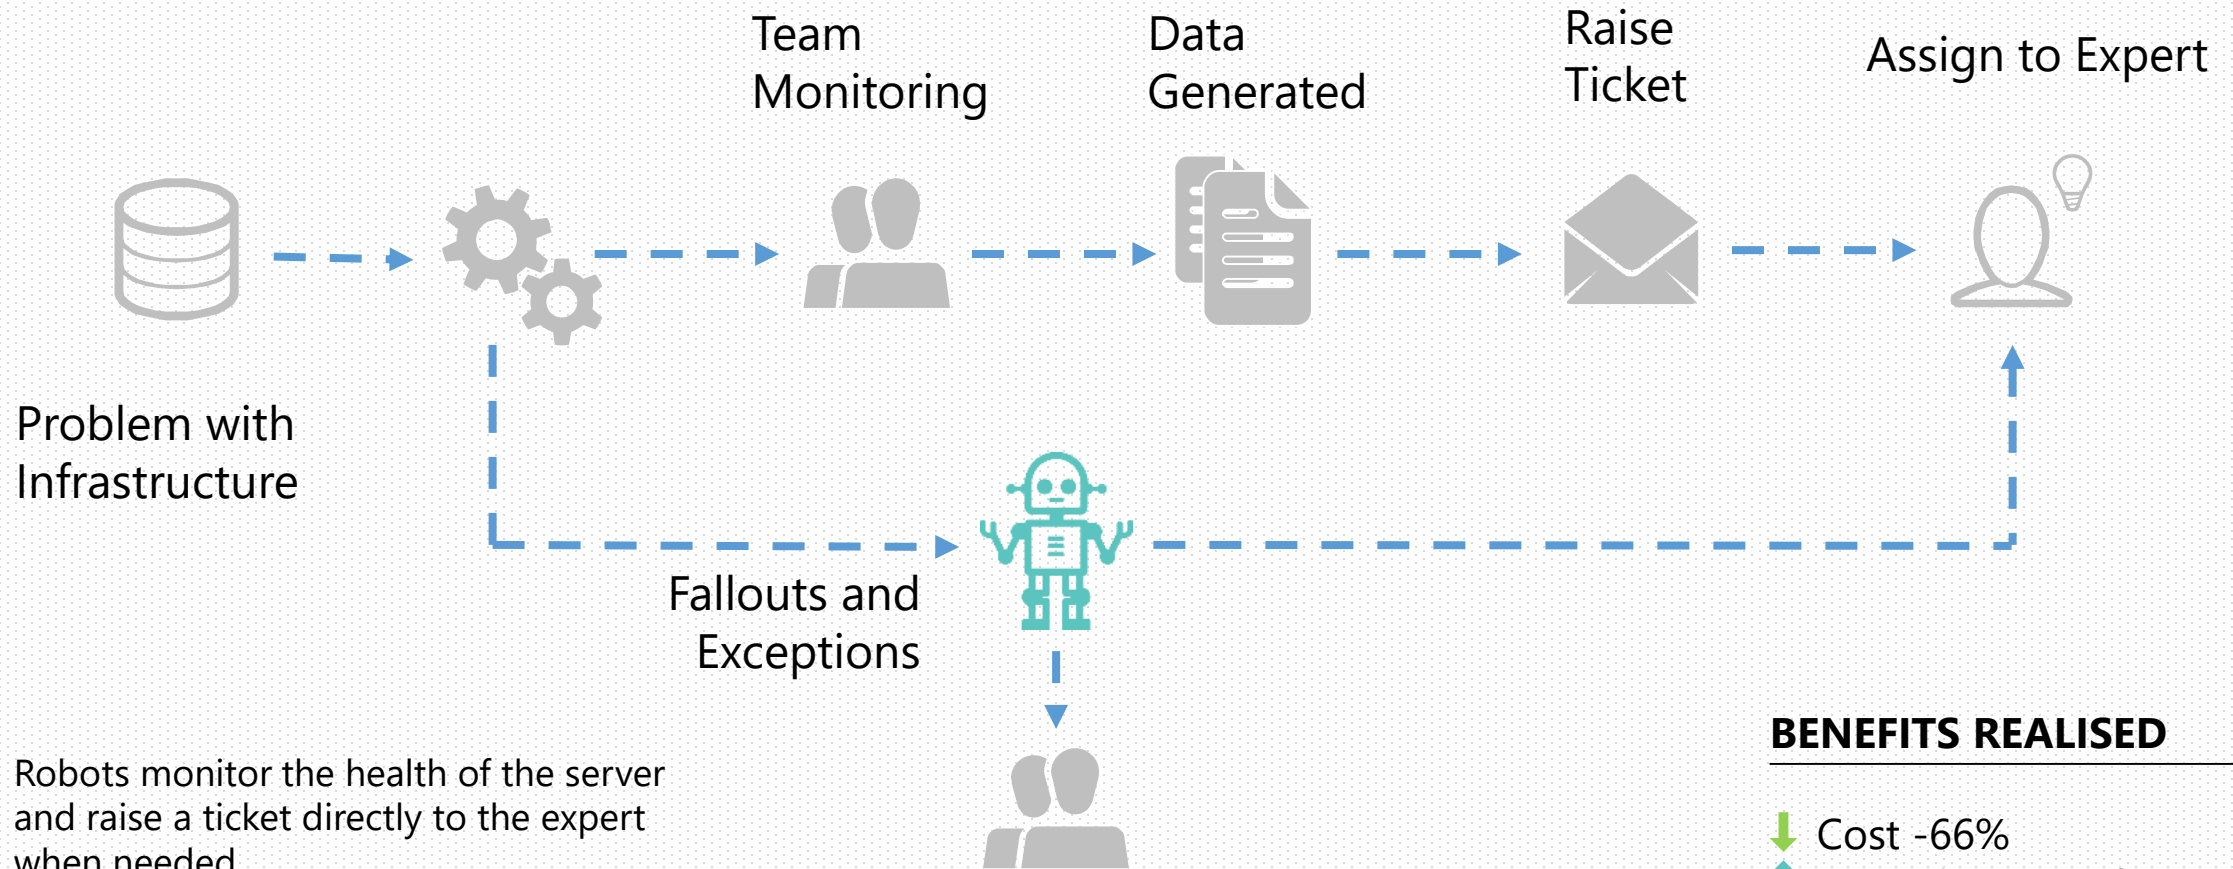 Team
Monitoring
Data
Generated
Raise
Ticket
Assign to Expert
Problem with
Infrastructure
Fallouts and
Exceptions
Robots monitor the health of the server
and raise a ticket directly to the expert
when needed
BENEFITS REALISED
Cost -66%